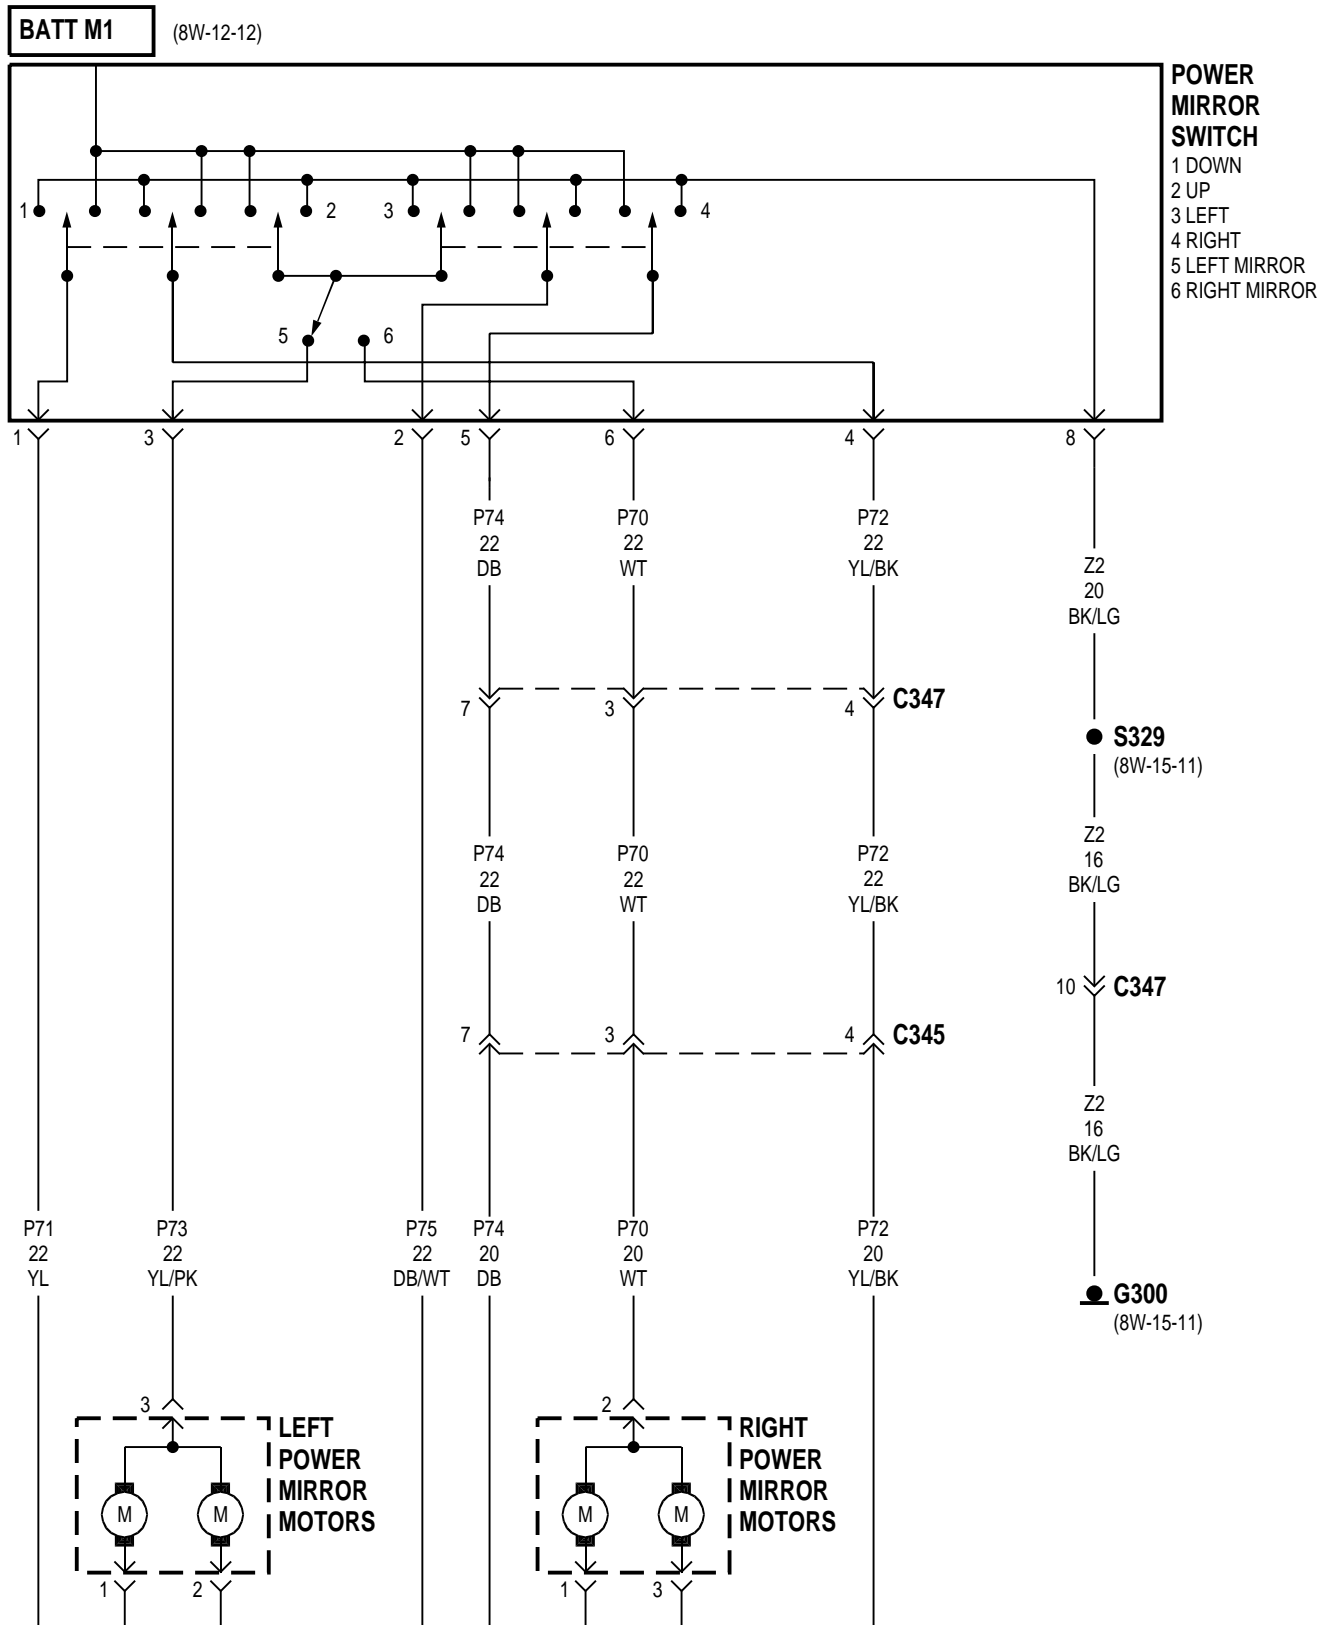 BATT M1 (8W-12-12)
POWER
MIRROR
SWITCH
1 DOWN
2 UP
3 LEFT
4 RIGHT
5 LEFT MIRROR
6 RIGHT MIRROR
1 2 3 4
5 6
1 3 2 5 6 4 8
P74 P70 P72
22 22 22
DB WT YL/BK
Z2
20
BK/LG
7 3 4 C347
S329
(8W-15-11)
Z2
16
BK/LG
P74 P70 P72
22 22 22
DB WT YL/BK
10 C347
7 3 4 C345
Z2
16
BK/LG
P71 P73 P75 P74 P70 P72
22 22 22 20 20 20
YL YL/PK DB/WT DB WT YL/BK
G300
(8W-15-11)
3 2
LEFT
POWER
MIRROR
MOTORS
M M
RIGHT
POWER
MIRROR
MOTORS
M M
1 2 1 3